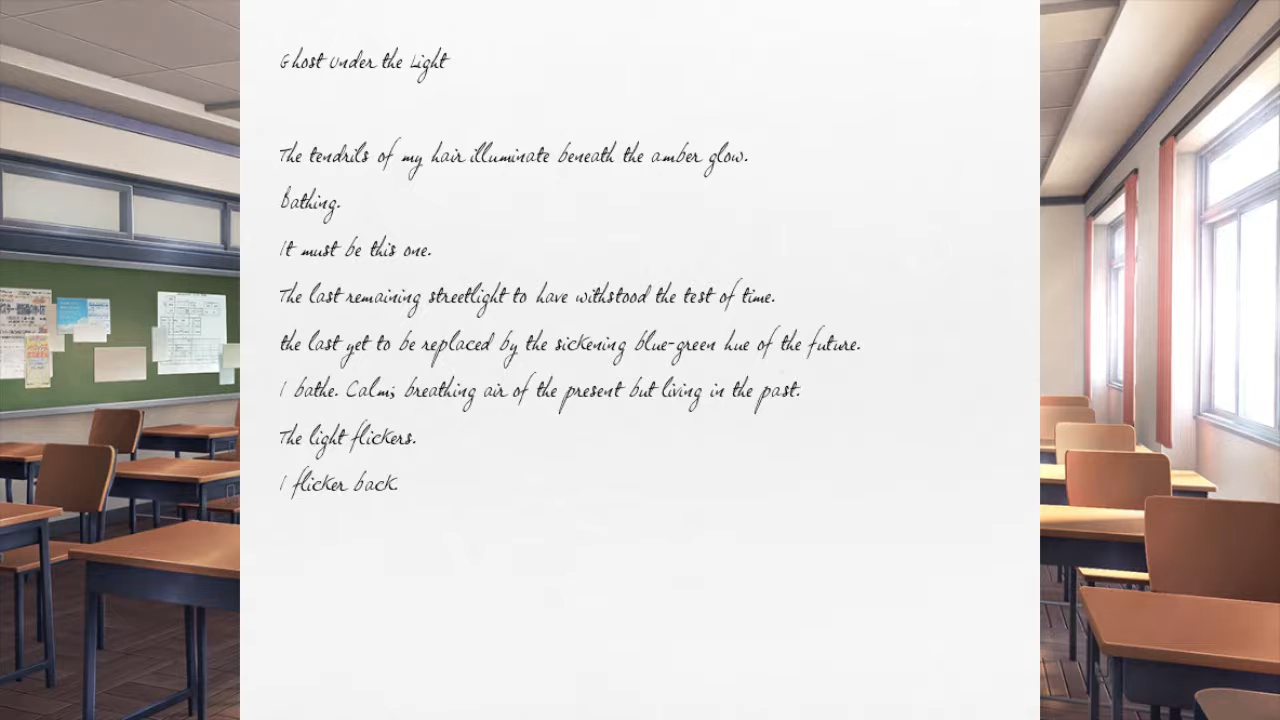 Ghost Under the Light
The tendrils of my hair illuminate beneath the amber glow.
Bathing.
It must be this one.
The last remaining streetlight to have withstood the test of time.
the last yet to be replaced by the sickening blue-green hue of the future.
I bathe. Calm; breathing air of the present but living in the past.
The light flickers.
I flicker back.